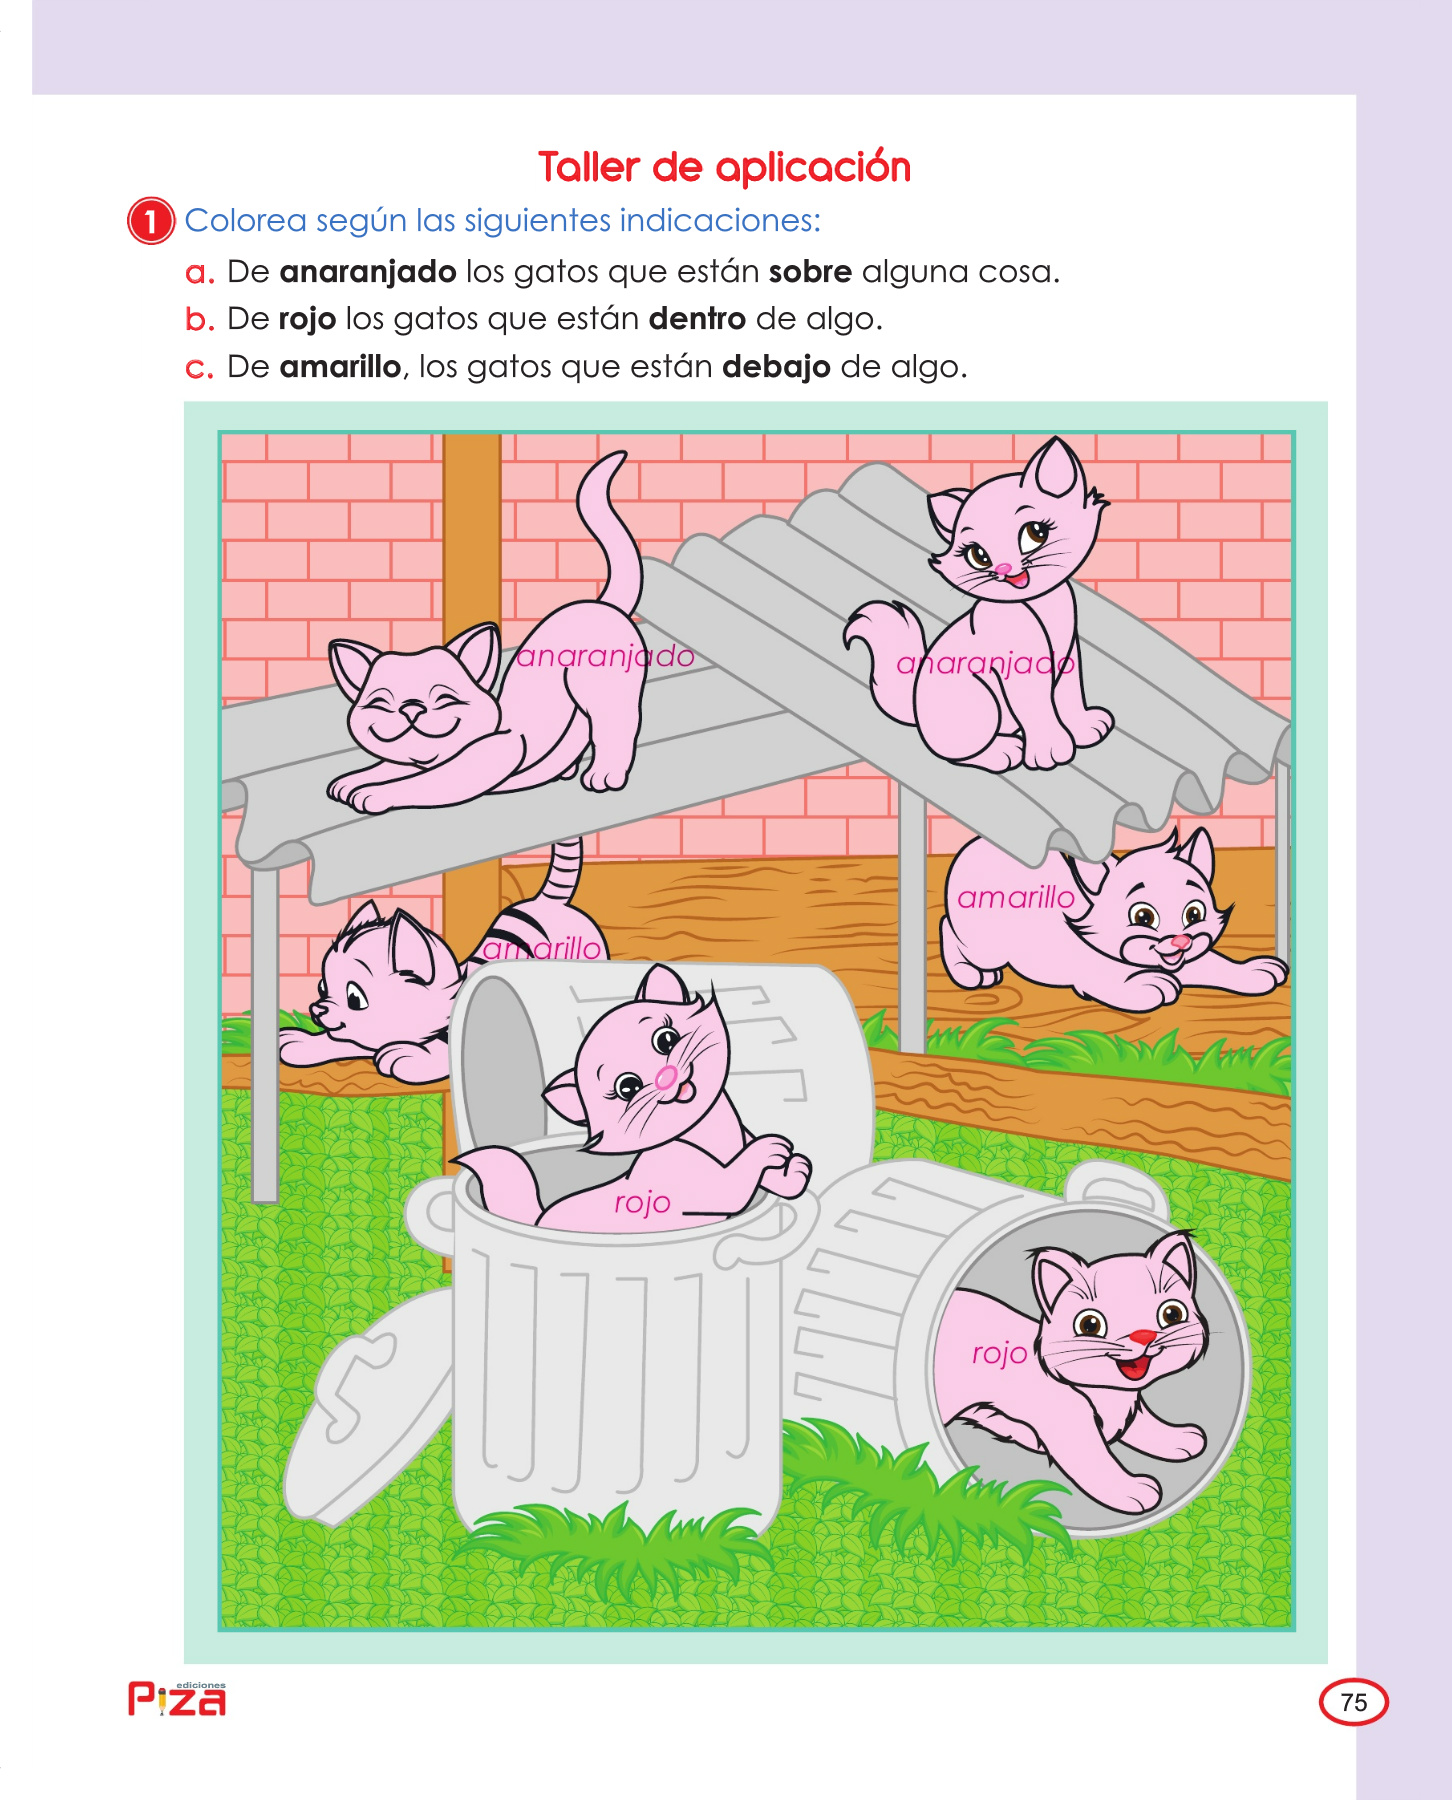 Taller de aplicación
1 Colorea según las siguientes indicaciones:
a. De anaranjado los gatos que están sobre alguna cosa.
b. De rojo los gatos que están dentro de algo.
c. De amarillo, los gatos que están debajo de algo.
anaranjado
anaranjado
amarillo
amarillo
rojo
rojo
ediciones
Piza
75